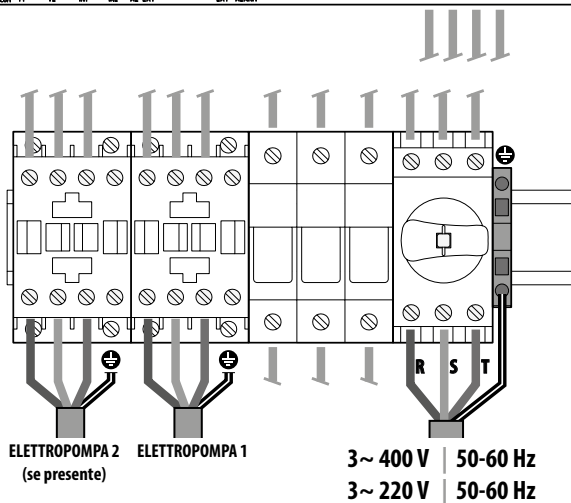 R S T
ELETTROPOMPA 2
(se presente)
ELETTROPOMPA 1
3~ 400 V | 50-60 Hz
3~ 220 V | 50-60 Hz